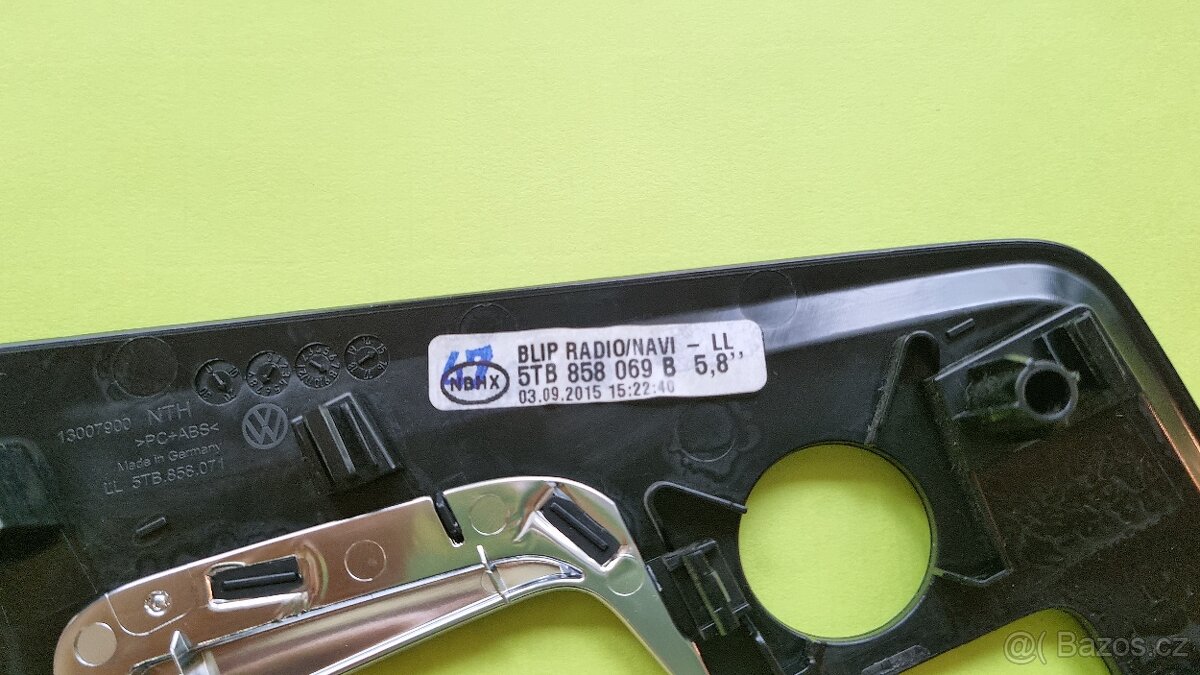 47
NBHX
BLIP RADIO/NAVI - LL
5TB 858 069 B 5,8''
03.09.2015 15:22:40
13007900 NTH
>PC+ABS<
Made in Germany
LL 5TB.858.071
@( Bazos.cz